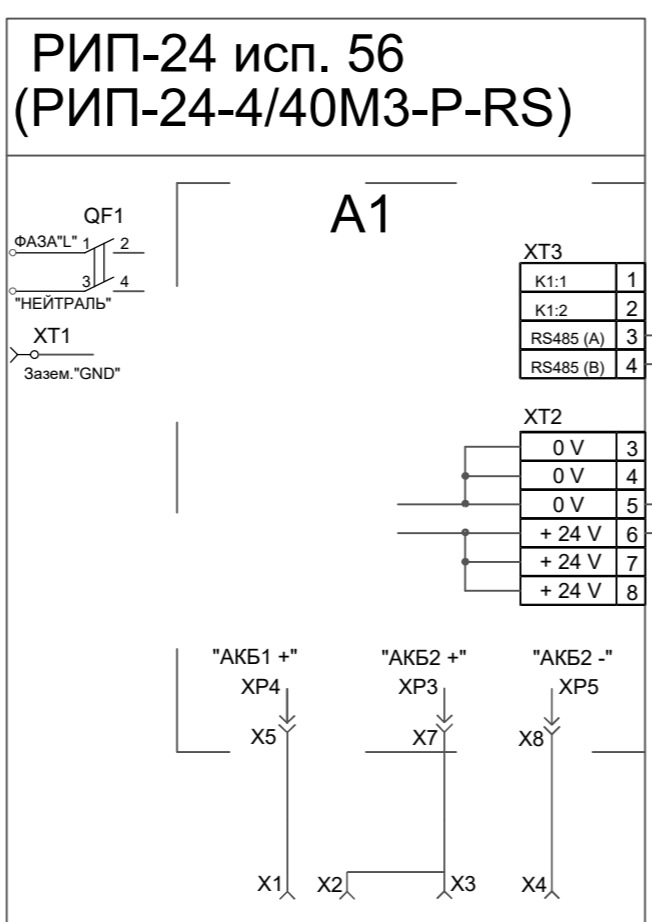 РИП-24 исп. 56
(РИП-24-4/40М3-Р-RS)
А1
QF1
ФАЗА"L" 1 2
3 4
"НЕЙТРАЛЬ"
XT1
Зазем."GND"
XT3
K1:1 1
K1:2 2
RS485 (A) 3
RS485 (B) 4
XT2
0 V 3
0 V 4
0 V 5
+ 24 V 6
+ 24 V 7
+ 24 V 8
"АКБ1 +" "АКБ2 +" "АКБ2 -"
XP4 XP3 XP5
X5 X7 X8
X1 X2 X3 X4